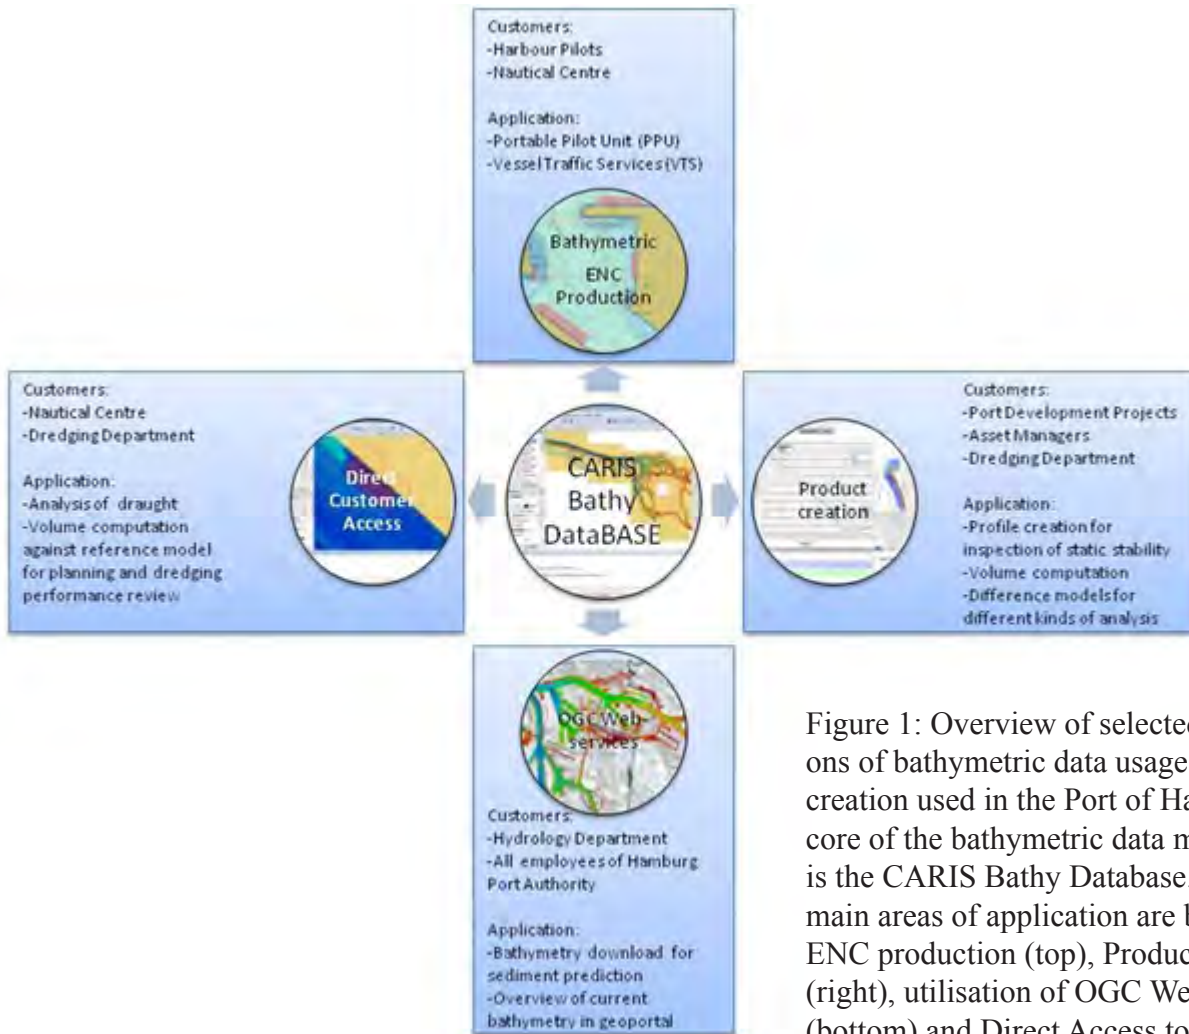 Customers:
-Harbour Pilots
-Nautical Centre
Application:
-Portable Pilot Unit (PPU)
-Vessel Traffic Services (VTS)
Bathymetric
ENC
Production
Customers:
-Nautical Centre
-Dredging Department
Application:
-Analysis of draught
-Volume computation
against reference model
for planning and dredging
performance review
Direct
Customer
Access
CARIS
Bathy
DataBASE
Product
creation
Customers:
-Port Development Projects
-Asset Managers
-Dredging Department
Application:
-Profile creation for
inspection of static stability
-Volume computation
-Difference models for
different kinds of analysis
OGC Web-
services
Customers:
-Hydrology Department
-All employees of Hamburg
Port Authority
Application:
-Bathymetry download for
sediment prediction
-Overview of current
bathymetry in geoportal
Figure 1: Overview of selected
ons of bathymetric data usage
creation used in the Port of Ha
core of the bathymetric data m
is the CARIS Bathy Database
main areas of application are b
ENC production (top), Produc
(right), utilisation of OGC We
(bottom) and Direct Access to